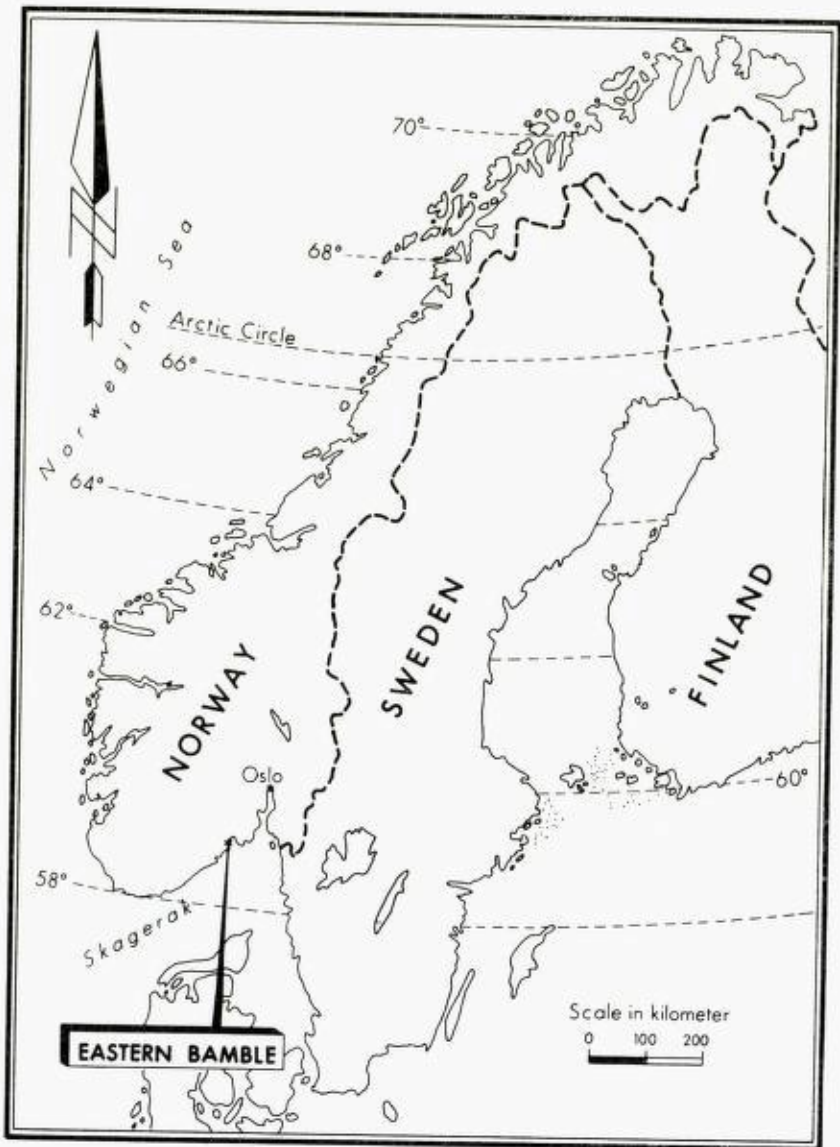 70°
68°
Norwegian Sea
Arctic Circle
66°
64°
62°
NORWAY
SWEDEN
FINLAND
Oslo
60°
58°
Skagerak
EASTERN BAMBLE
Scale in kilometer
0 100 200